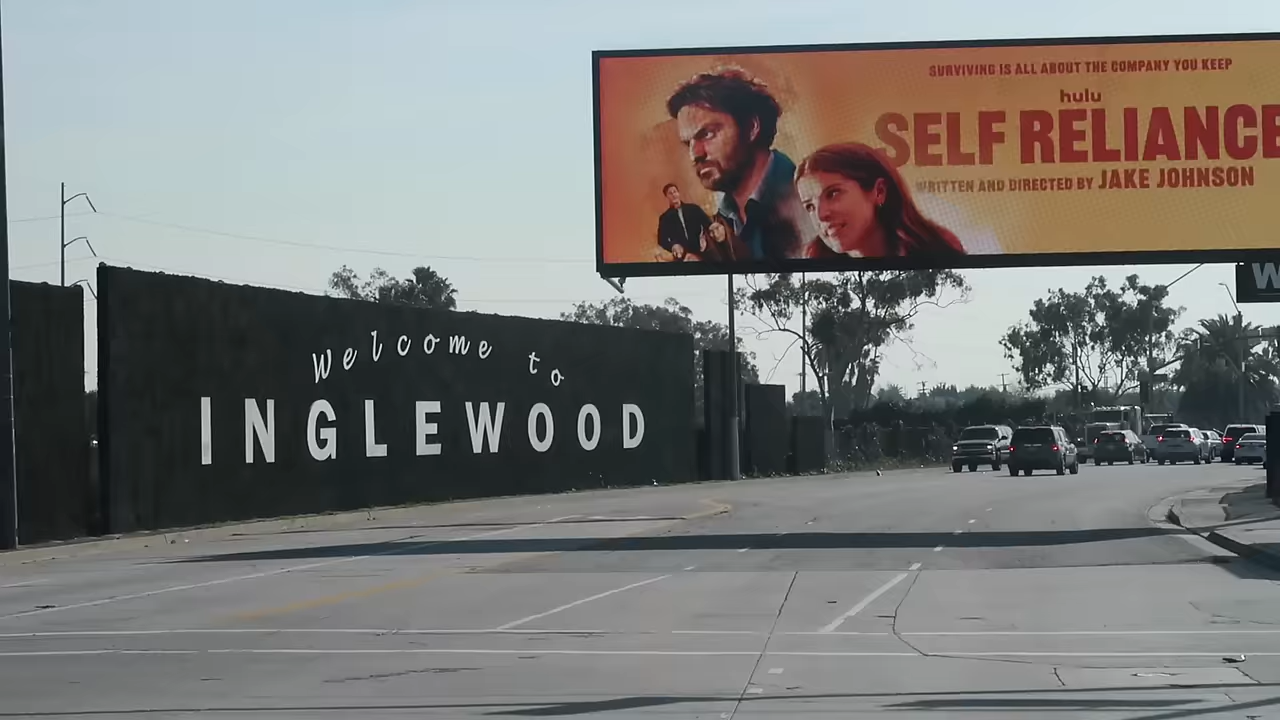 SURVIVING IS ALL ABOUT THE COMPANY YOU KEEP
hulu
SELF RELIANCE
WRITTEN AND DIRECTED BY JAKE JOHNSON
W
Welcome to
INGLEWOOD